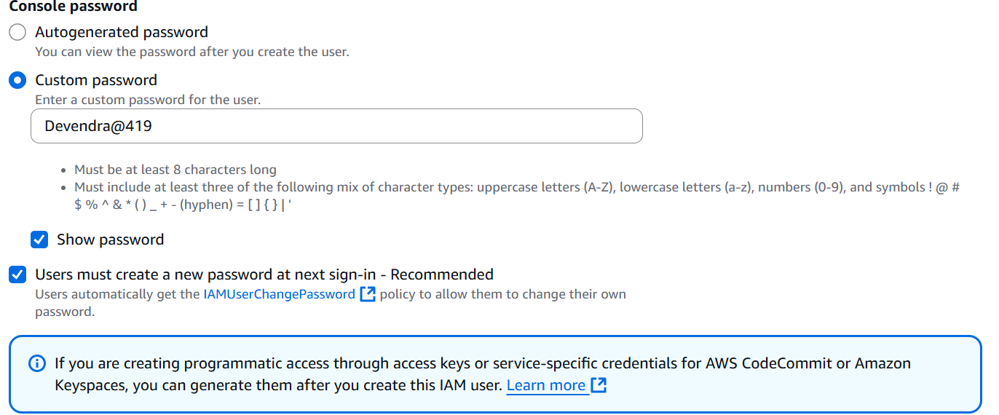 Console password
Autogenerated password
You can view the password after you create the user.
Custom password
Enter a custom password for the user.
Devendra@419
Must be at least 8 characters long
Must include at least three of the following mix of character types: uppercase letters (A-Z), lowercase letters (a-z), numbers (0-9), and symbols ! @ #
$ % ^ & * ( ) _ + - (hyphen) = [ ] { } | '
Show password
Users must create a new password at next sign-in - Recommended
Users automatically get the IAMUserChangePassword policy to allow them to change their own
password.
If you are creating programmatic access through access keys or service-specific credentials for AWS CodeCommit or Amazon
Keyspaces, you can generate them after you create this IAM user. Learn more